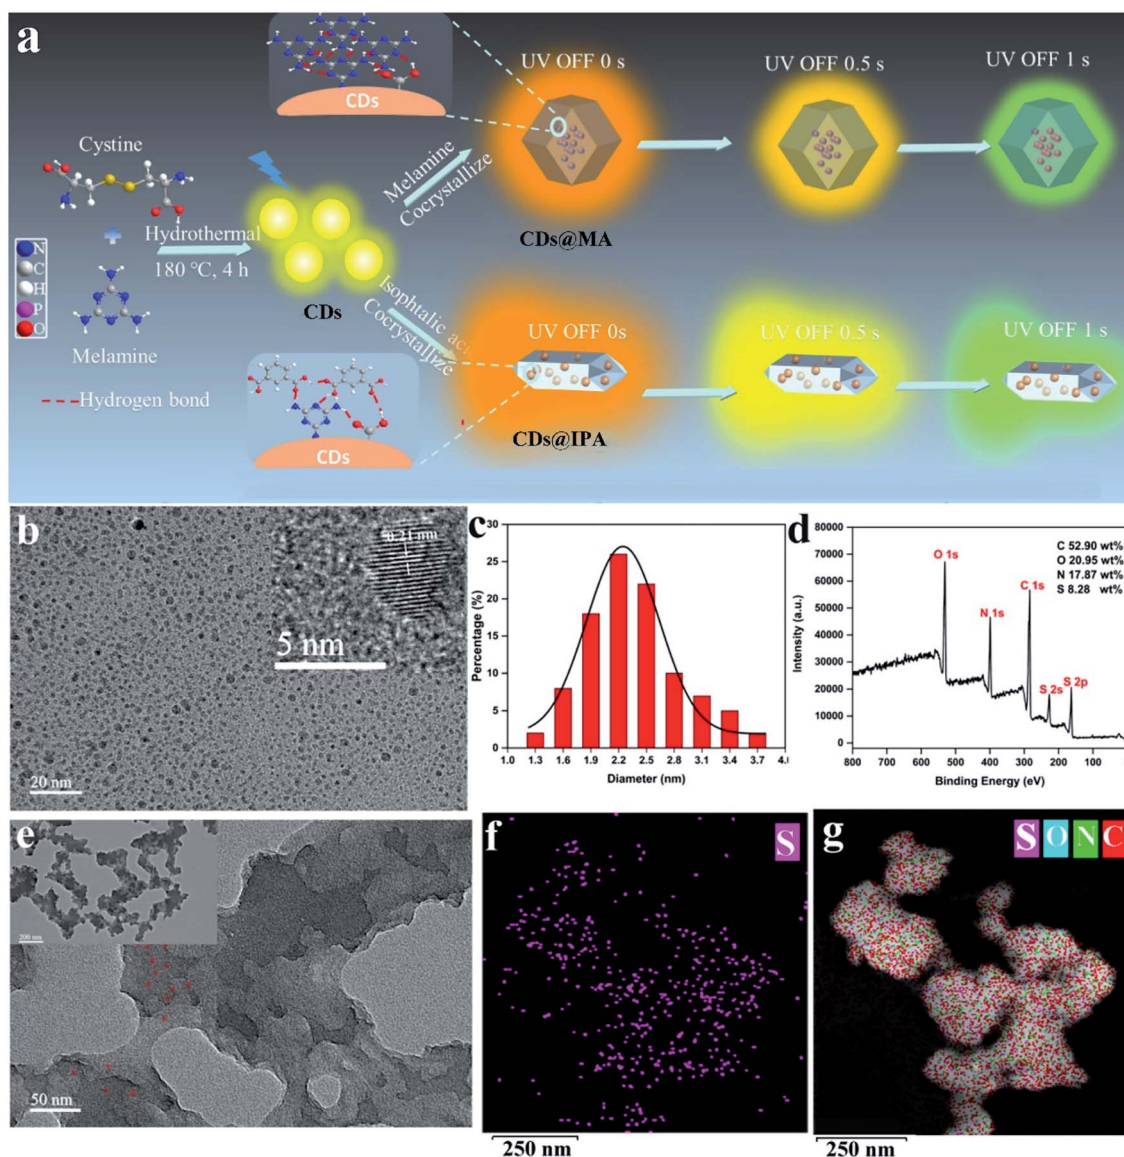 a
CDs
UV OFF 0 s
UV OFF 0.5 s
UV OFF 1 s
Cystine
Melamine
Cocrystallize
CDs@MA
Hydrothermal
180 °C, 4 h
N
C
H
P
O
CDs
Melamine
Isophtalic acid
Cocrystallize
UV OFF 0s
UV OFF 0.5 s
UV OFF 1 s
Hydrogen bond
CDs@IPA
CDs
b
0.21 nm
5 nm
20 nm
c
30
25
20
15
10
5
0
Percentage (%)
1.0 1.3 1.6 1.9 2.2 2.5 2.8 3.1 3.4 3.7 4.0
Diameter (nm)
d
80000
70000
60000
50000
40000
30000
20000
10000
0
Intensity (a.u.)
O 1s
N 1s
C 1s
S 2s
S 2p
C 52.90 wt%
O 20.95 wt%
N 17.87 wt%
S 8.28 wt%
800 700 600 500 400 300 200 100
Binding Energy (eV)
e
200 nm
50 nm
f
S
250 nm
g
S O N C
250 nm